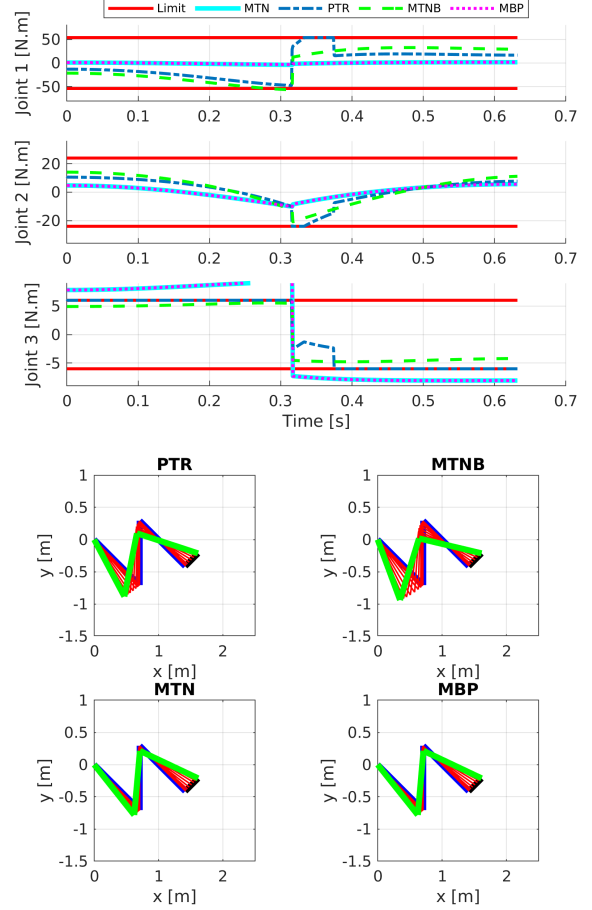 Limit MTN PTR MTNB MBP
Joint 1 [N.m]
50
0
-50
0 0.1 0.2 0.3 0.4 0.5 0.6 0.7
Joint 2 [N.m]
20
0
-20
0 0.1 0.2 0.3 0.4 0.5 0.6 0.7
Joint 3 [N.m]
5
0
-5
0 0.1 0.2 0.3 0.4 0.5 0.6 0.7
Time [s]
PTR MTNB
y [m] y [m]
1 1
0.5 0.5
0 0
-0.5 -0.5
-1 -1
-1.5 -1.5
0 1 2 0 1 2
x [m] x [m]
MTN MBP
y [m] y [m]
1 1
0.5 0.5
0 0
-0.5 -0.5
-1 -1
-1.5 -1.5
0 1 2 0 1 2
x [m] x [m]